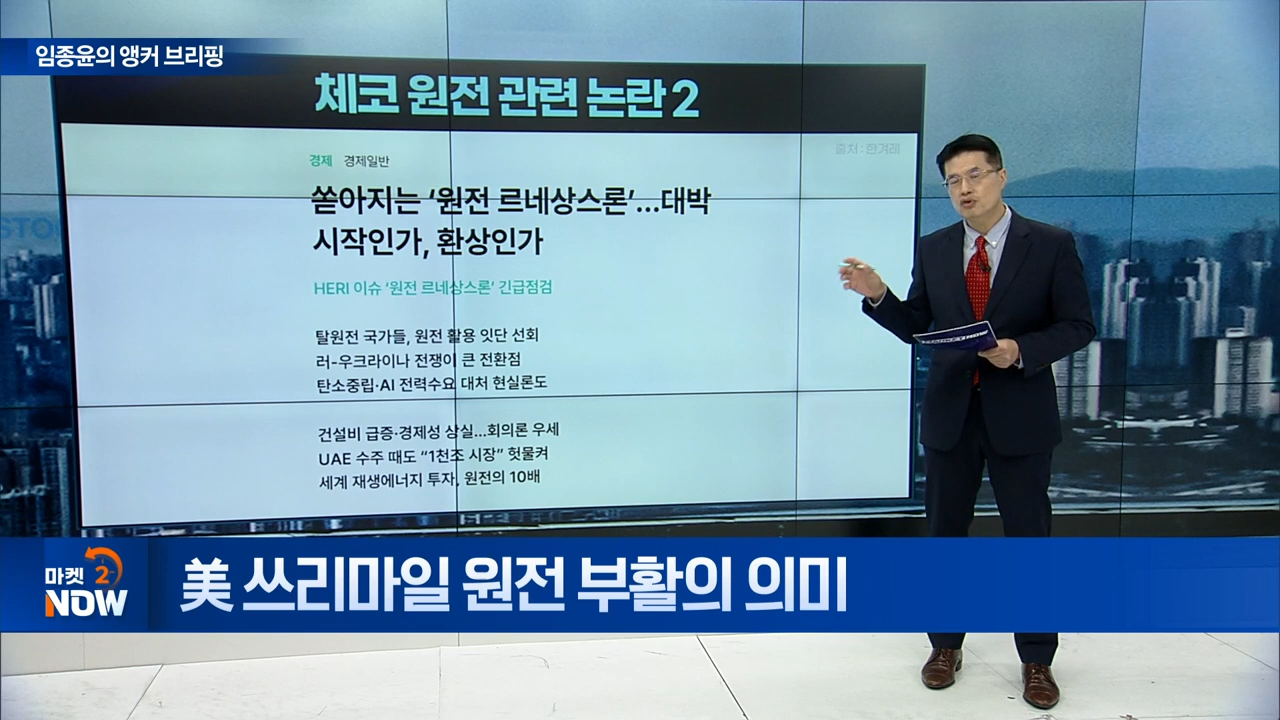 임종윤의 앵커 브리핑
체코 원전 관련 논란 2
출처 : 한겨레
경제 경제일반
쏟아지는 ‘원전 르네상스론’…대박
시작인가, 환상인가
HERI 이슈 ‘원전 르네상스론’ 긴급점검
탈원전 국가들, 원전 활용 잇단 선회
러-우크라이나 전쟁이 큰 전환점
탄소중립·AI 전력수요 대처 현실론도
건설비 급증·경제성 상실…회의론 우세
UAE 수주 때도 “1천조 시장” 헛물켜
세계 재생에너지 투자, 원전의 10배
마켓 2
NOW
美 쓰리마일 원전 부활의 의미